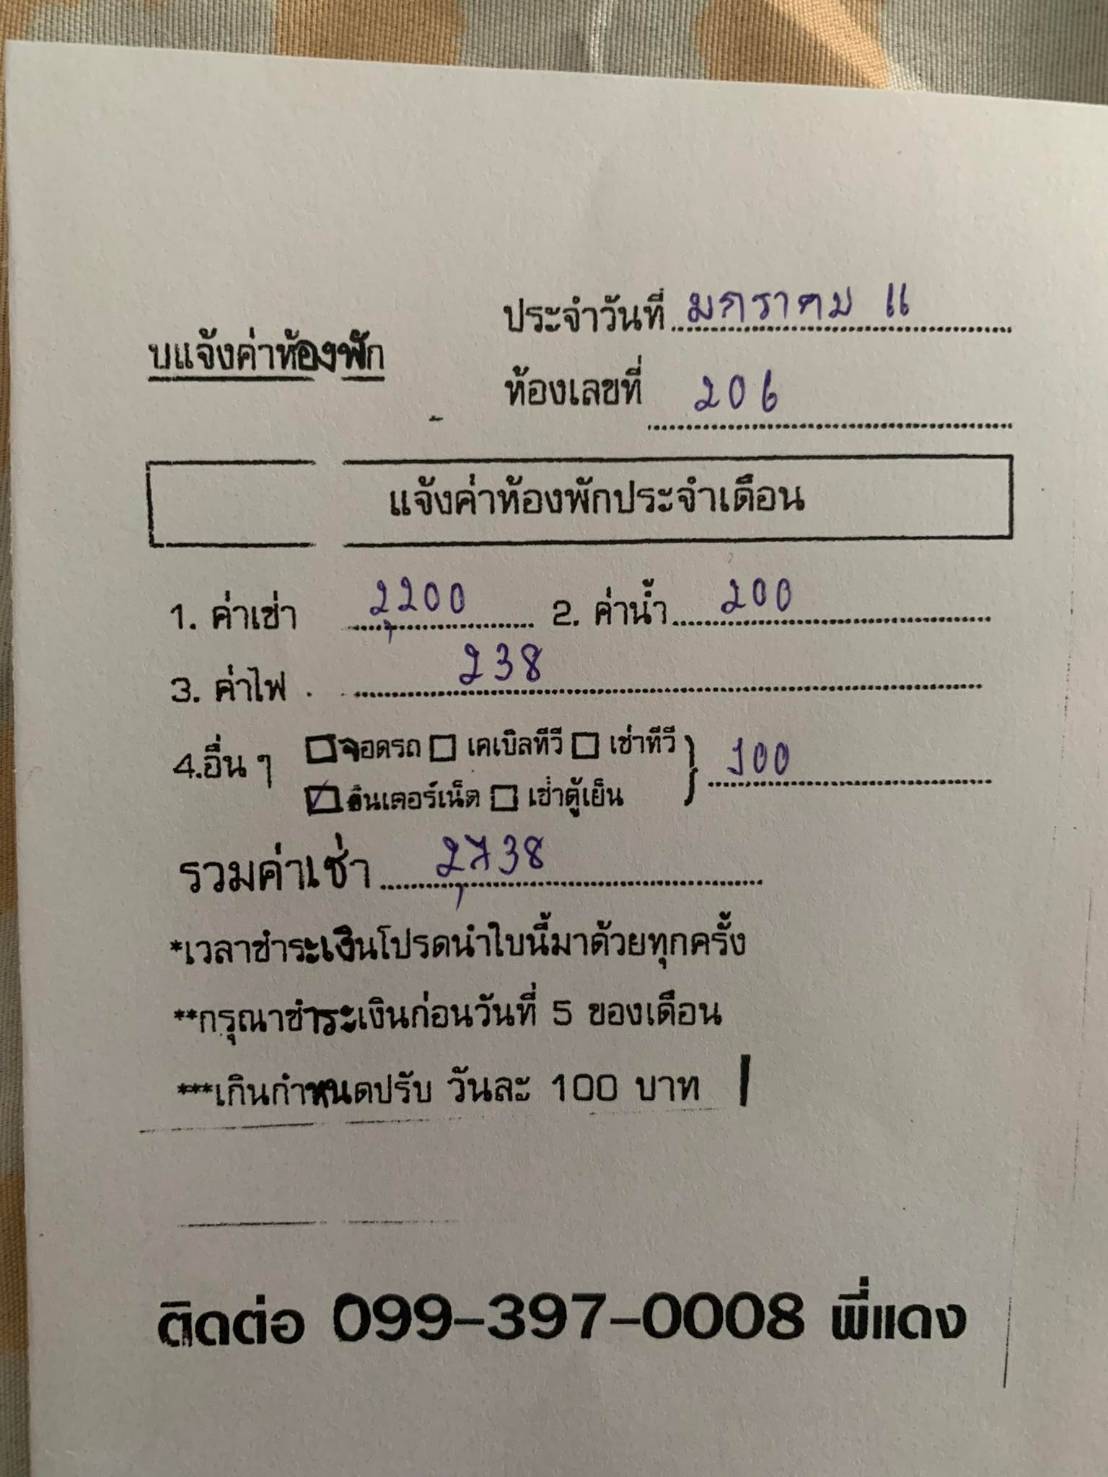 ประจำวันที่ มกราคม 11
บแจ้งค่าห้องพัก
ห้องเลขที่ 206
แจ้งค่าห้องพักประจำเดือน
1. ค่าเช่า 2,200 2. ค่าน้ำ 200
3. ค่าไฟ 238
4.อื่น ๆ จอดรถ เคเบิลทีวี เช่าทีวี } 100
อินเตอร์เน็ต เช่าตู้เย็น
รวมค่าเช่า 2,738
*เวลาชำระเงินโปรดนำใบนี้มาด้วยทุกครั้ง
**กรุณาชำระเงินก่อนวันที่ 5 ของเดือน
***เกินกำหนดปรับ วันละ 100 บาท
ติดต่อ 099-397-0008 พี่แดง